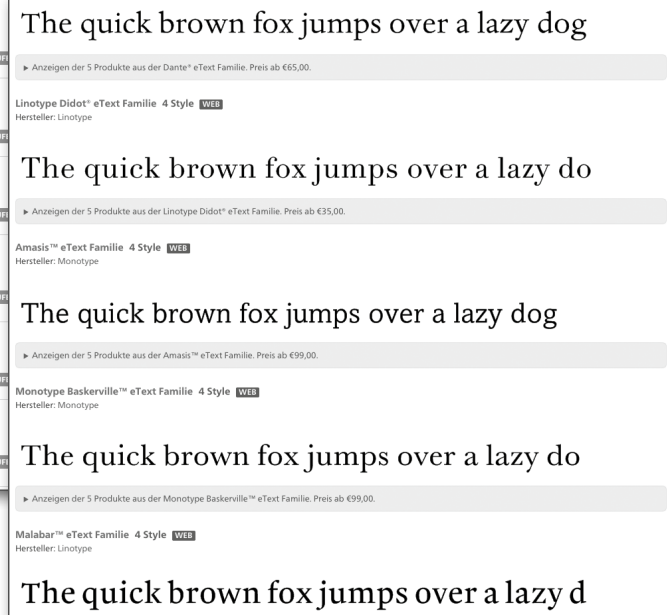 The quick brown fox jumps over a lazy dog
▸ Anzeigen der 5 Produkte aus der Dante® eText Familie. Preis ab €65,00.
Linotype Didot® eText Familie 4 Style WEB
Hersteller: Linotype
The quick brown fox jumps over a lazy do
▸ Anzeigen der 5 Produkte aus der Linotype Didot® eText Familie. Preis ab €35,00.
Amasis™ eText Familie 4 Style WEB
Hersteller: Monotype
The quick brown fox jumps over a lazy dog
▸ Anzeigen der 5 Produkte aus der Amasis™ eText Familie. Preis ab €99,00.
Monotype Baskerville™ eText Familie 4 Style WEB
Hersteller: Monotype
The quick brown fox jumps over a lazy do
▸ Anzeigen der 5 Produkte aus der Monotype Baskerville™ eText Familie. Preis ab €99,00.
Malabar™ eText Familie 4 Style WEB
Hersteller: Linotype
The quick brown fox jumps over a lazy d